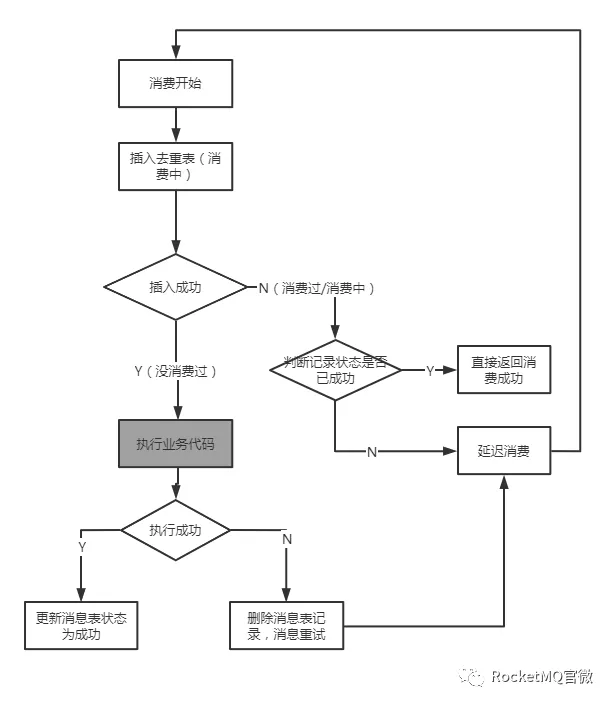 消费开始
插入去重表（消
费中）
插入成功
N（消费过/消费中）
判断记录状态是否
已成功
Y
直接返回消
费成功
Y（没消费过）
N
延迟消费
执行业务代码
执行成功
Y
N
更新消息表状态
为成功
删除消息表记
录，消息重试
RocketMQ官微